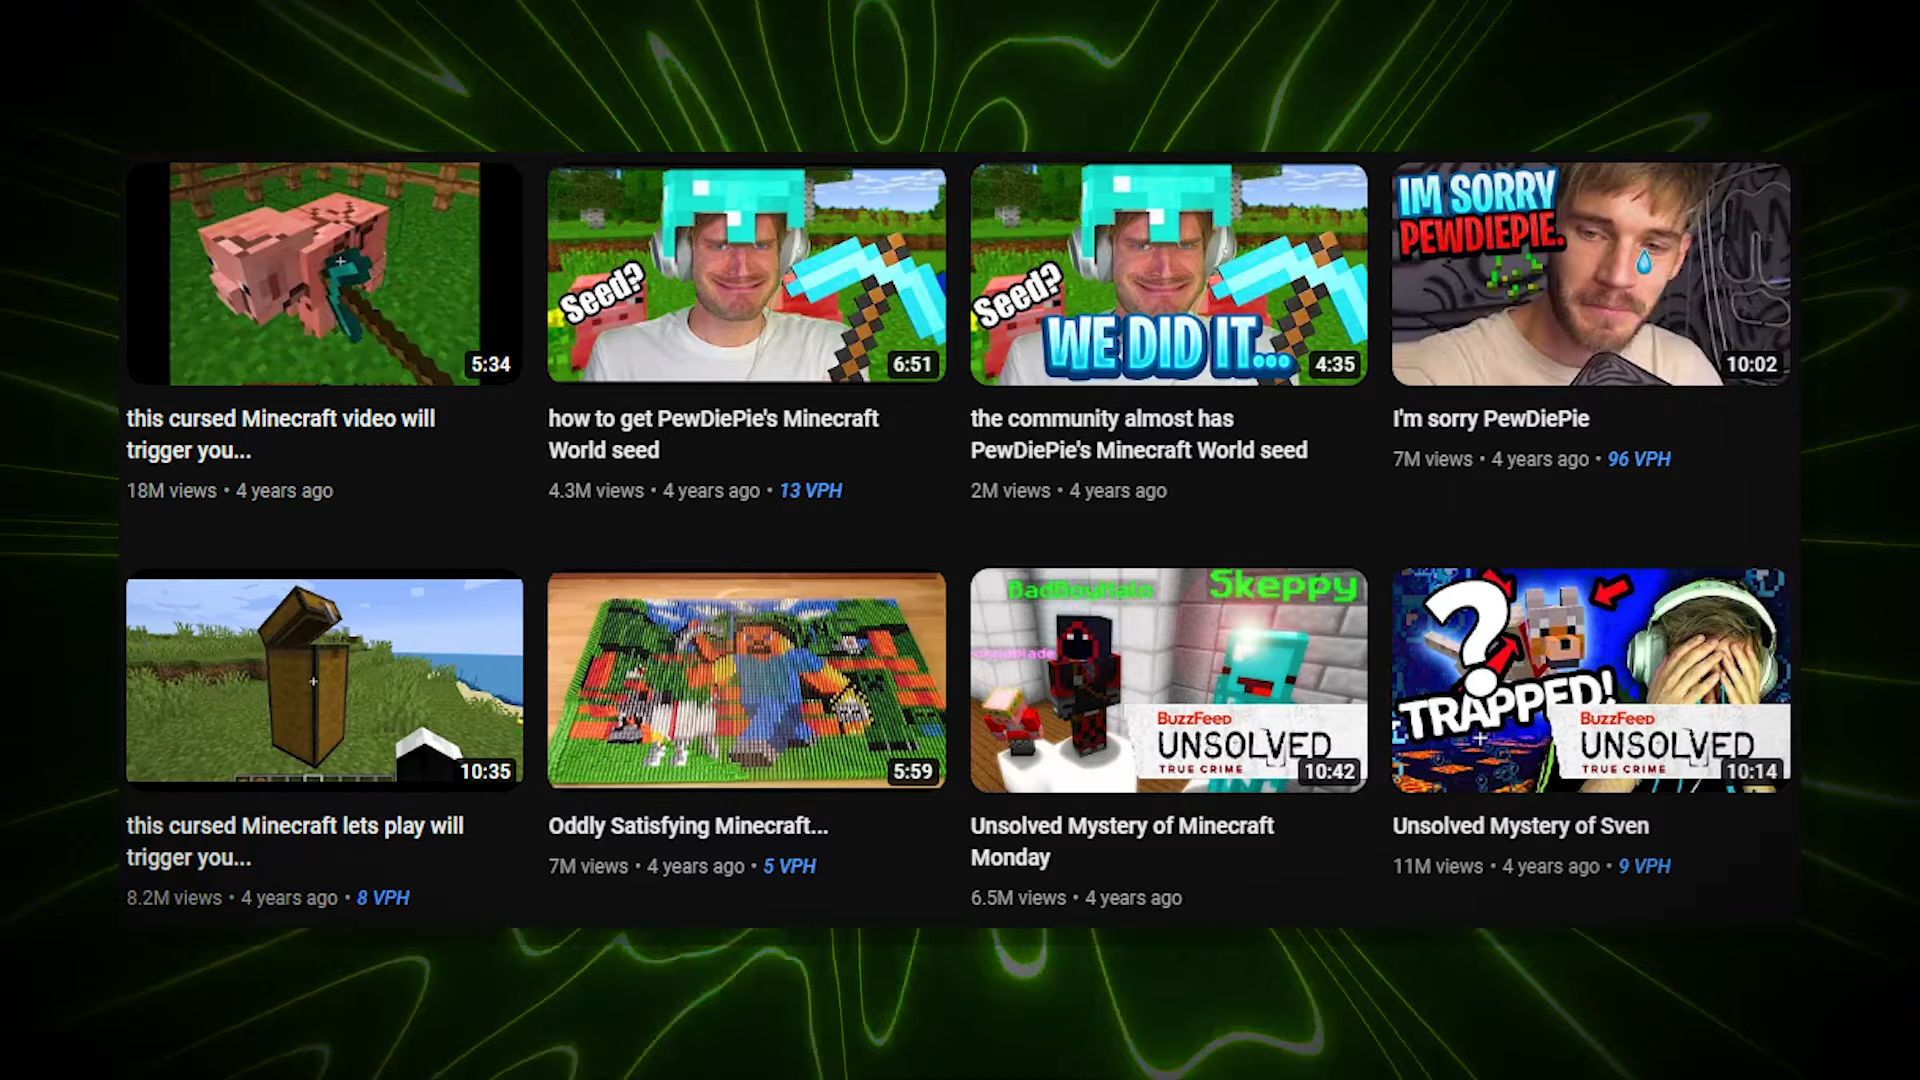 5:34
Seed?
6:51
Seed?
WE DID IT...
4:35
IM SORRY
PEWDIEPIE.
10:02
this cursed Minecraft video will
trigger you...
18M views • 4 years ago
how to get PewDiePie's Minecraft
World seed
4.3M views • 4 years ago • 13 VPH
the community almost has
PewDiePie's Minecraft World seed
2M views • 4 years ago
I'm sorry PewDiePie
7M views • 4 years ago • 96 VPH
10:35
5:59
BadBoyHalo
Skeppy
BuzzFeed
UNSOLVED
TRUE CRIME
10:42
?
TRAPPED!
BuzzFeed
UNSOLVED
TRUE CRIME
10:14
this cursed Minecraft lets play will
trigger you...
8.2M views • 4 years ago • 8 VPH
Oddly Satisfying Minecraft...
7M views • 4 years ago • 5 VPH
Unsolved Mystery of Minecraft
Monday
6.5M views • 4 years ago
Unsolved Mystery of Sven
11M views • 4 years ago • 9 VPH